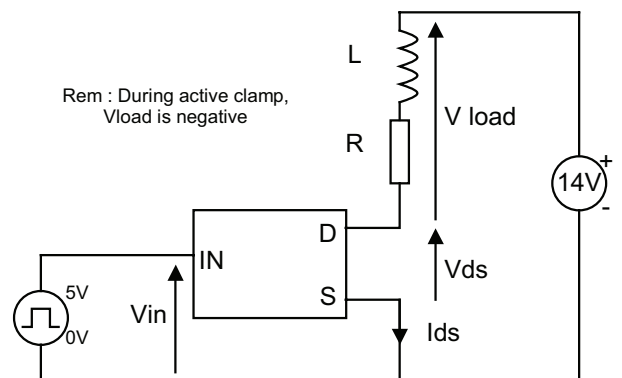 L
Rem : During active clamp,
Vload is negative
V load
R
14V
+
-
D
IN
Vds
5V
Vin
S
0V
Ids